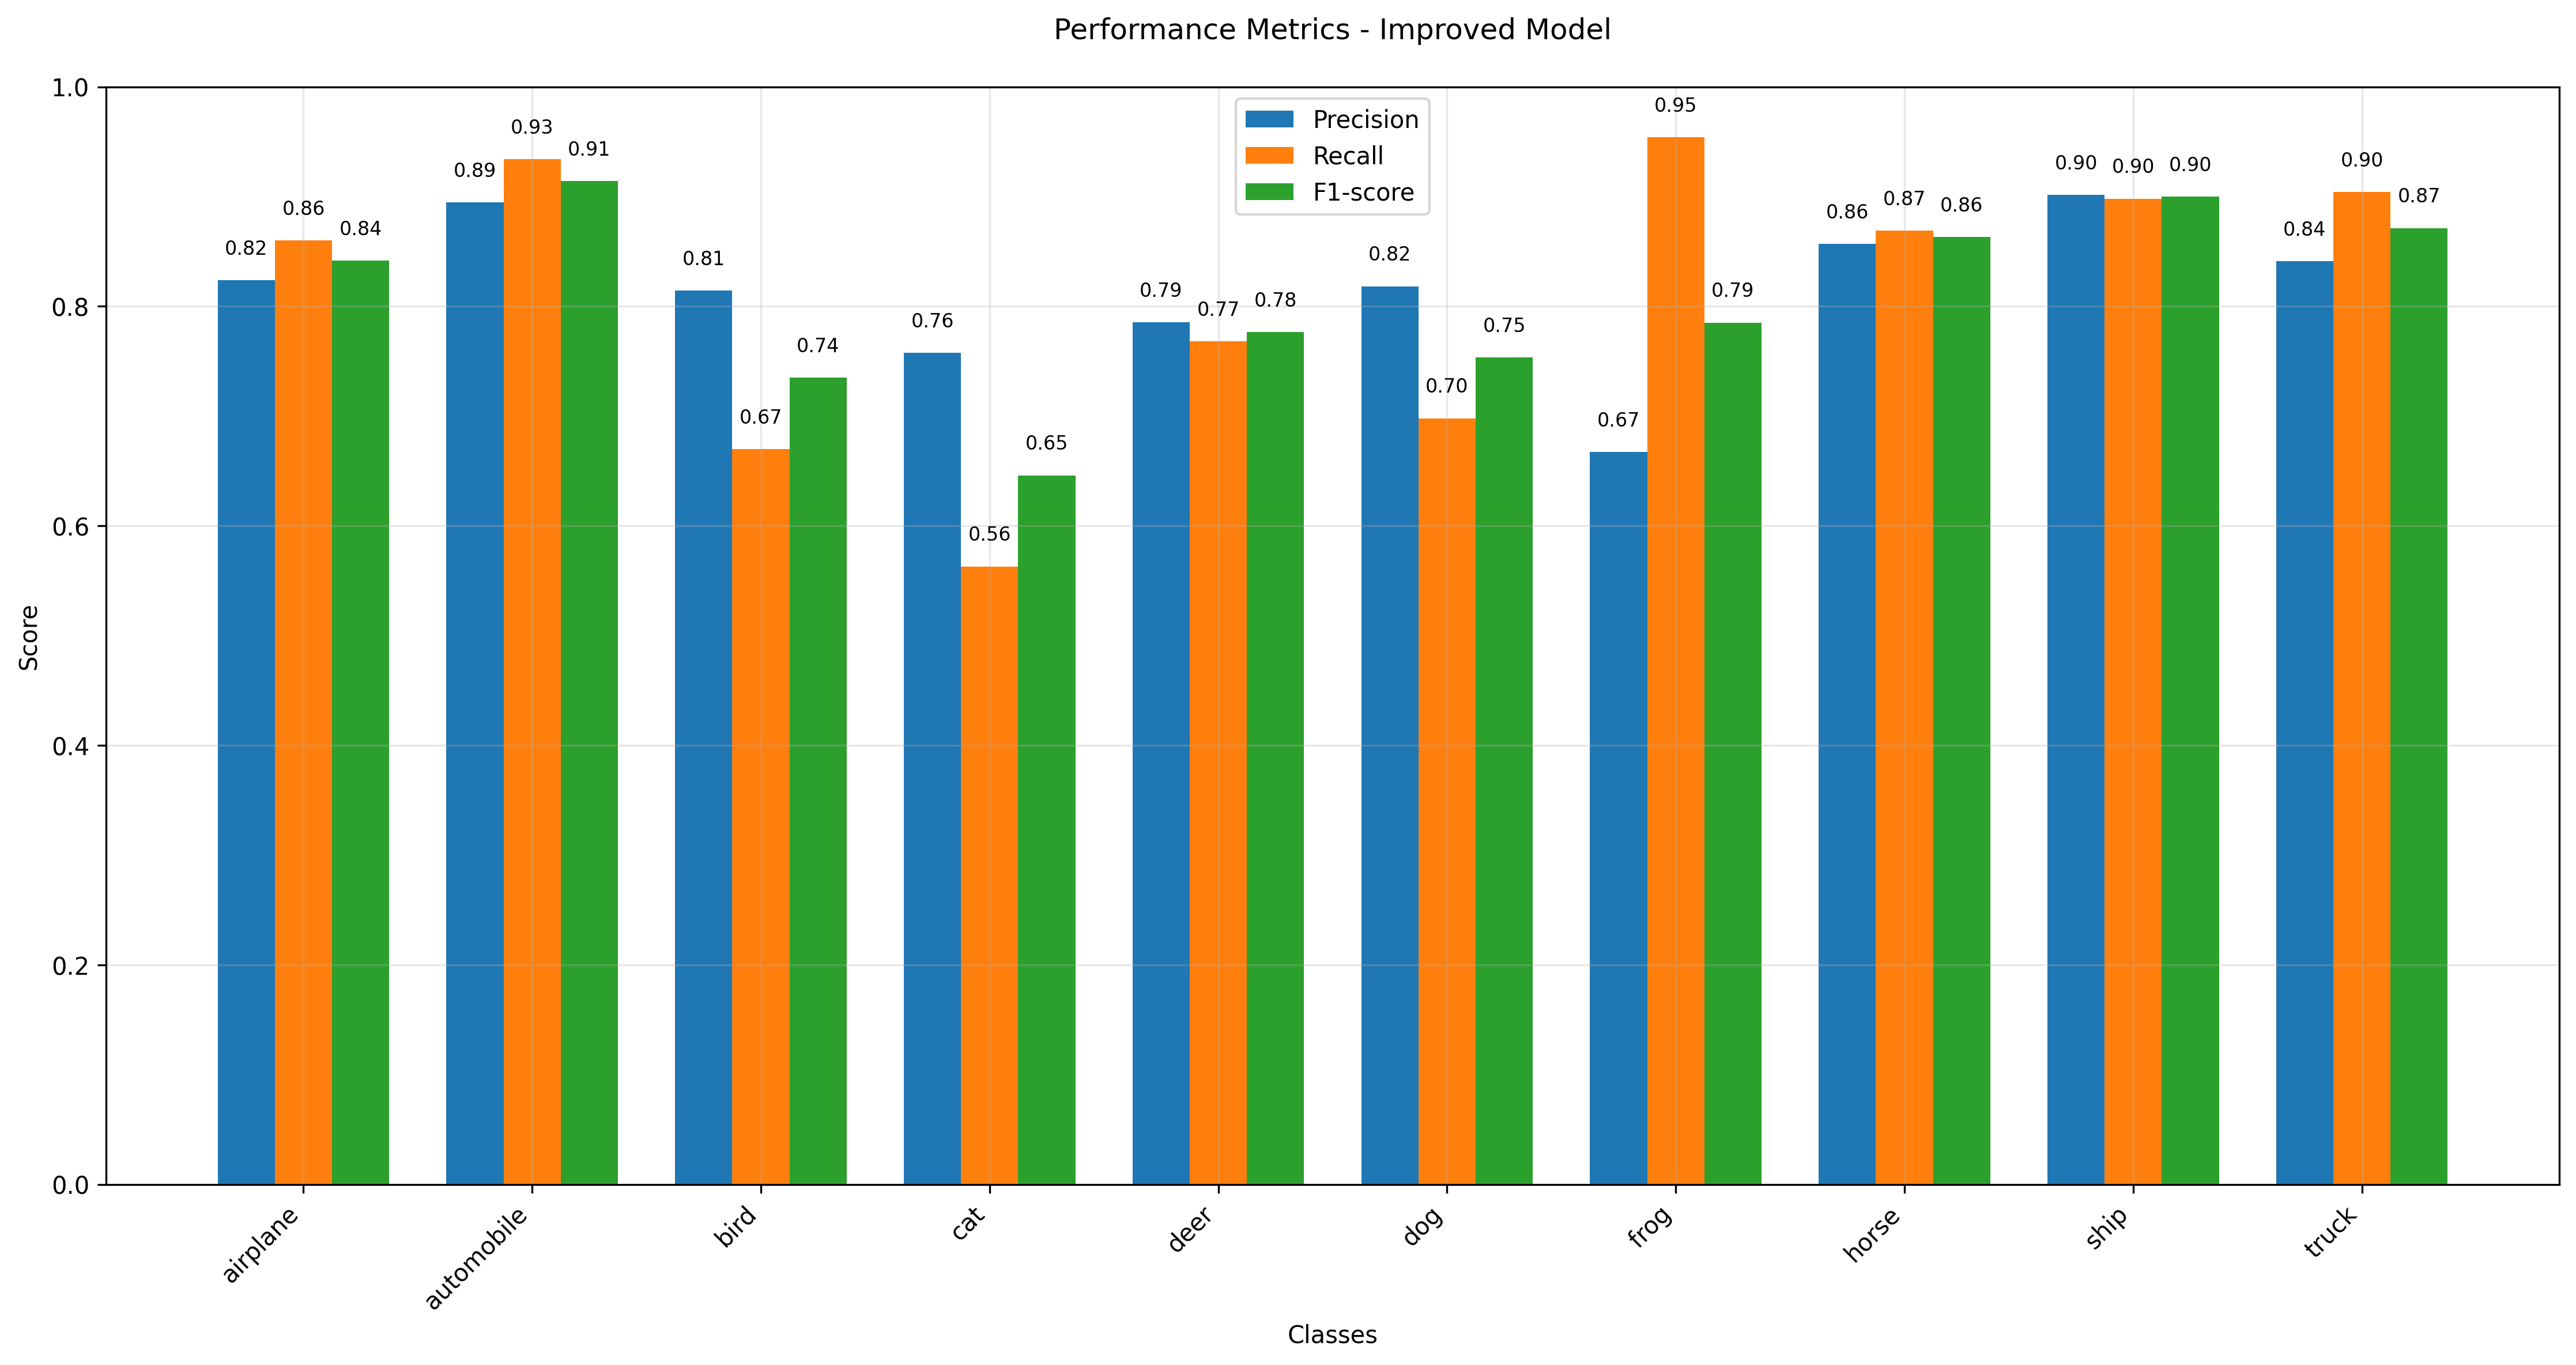 Performance Metrics - Improved Model
Precision
Recall
F1-score
Score
1.0
0.8
0.6
0.4
0.2
0.0
0.82
0.86
0.84
0.89
0.93
0.91
0.81
0.67
0.74
0.76
0.56
0.65
0.79
0.77
0.78
0.82
0.70
0.75
0.67
0.95
0.79
0.86
0.87
0.86
0.90
0.90
0.90
0.84
0.90
0.87
airplane
automobile
bird
cat
deer
dog
frog
horse
ship
truck
Classes